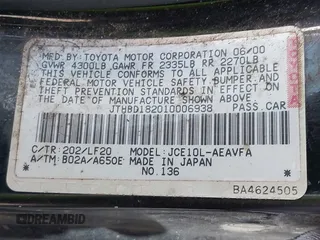 MFD. BY: TOYOTA MOTOR CORPORATION 06/00
GVWR 4300LB GAWR FR 2335LB RR 2270LB
THIS VEHICLE CONFORMS TO ALL APPLICABLE
FEDERAL MOTOR VEHICLE SAFETY, BUMPER, AND
THEFT PREVENTION STANDARDS IN EFFECT ON
THE DATE OF MANUFACTURE SHOWN ABOVE.
JTHBD182010006938 PASS.CAR
C/TR: 202/LF20 MODEL: JCE10L-AEAVFA
A/TM: B02A/A650E MADE IN JAPAN
NO.136
BA4624505
DREAMBID